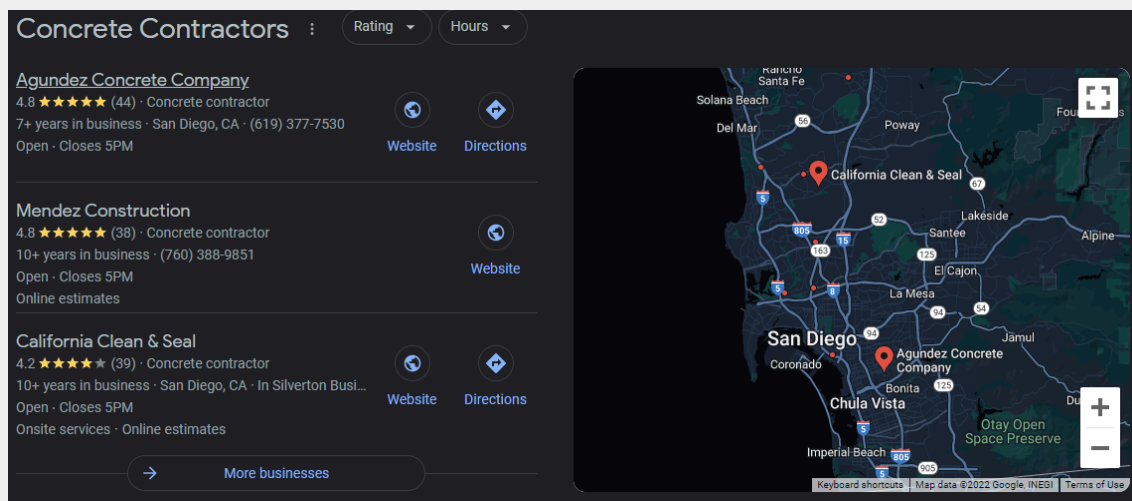 Concrete Contractors
Rating
Hours
Agundez Concrete Company
4.8 (44) · Concrete contractor
7+ years in business · San Diego, CA · (619) 377-7530
Open · Closes 5PM
Website
Directions
Mendez Construction
4.8 (38) · Concrete contractor
10+ years in business · (760) 388-9851
Open · Closes 5PM
Online estimates
Website
California Clean & Seal
4.2 (39) · Concrete contractor
10+ years in business · San Diego, CA · In Silverton Busi...
Open · Closes 5PM
Onsite services · Online estimates
Website
Directions
More businesses
Rancho
Santa Fe
Solana Beach
Del Mar
56
Poway
California Clean & Seal
67
5
52
Lakeside
805
15
Santee
Alpine
163
125
El Cajon
5
8
La Mesa
94
54
San Diego
94
Jamul
Coronado
Agundez Concrete
Company
Bonita
125
Chula Vista
5
Otay Open
Space Preserve
Imperial Beach
805
905
5
Keyboard shortcuts
Map data ©2022 Google, INEGI
Terms of Use